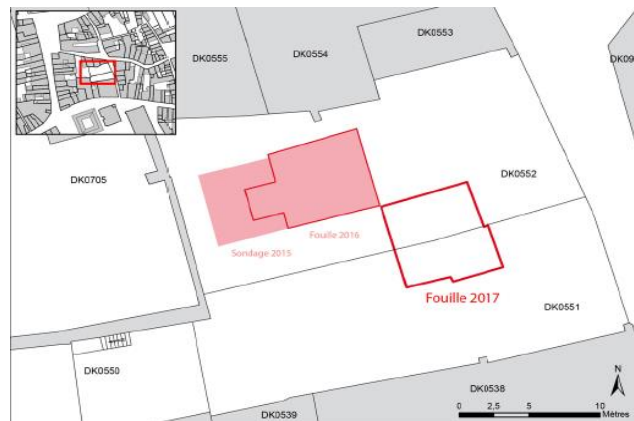 DK0555
DK0554
DK0553
DK09
DK0705
DK0552
Sondage 2015
Fouille 2016
Fouille 2017
DK0551
DK0550
DK0538
DK0539
N
0 2,5 5 10
Mètres